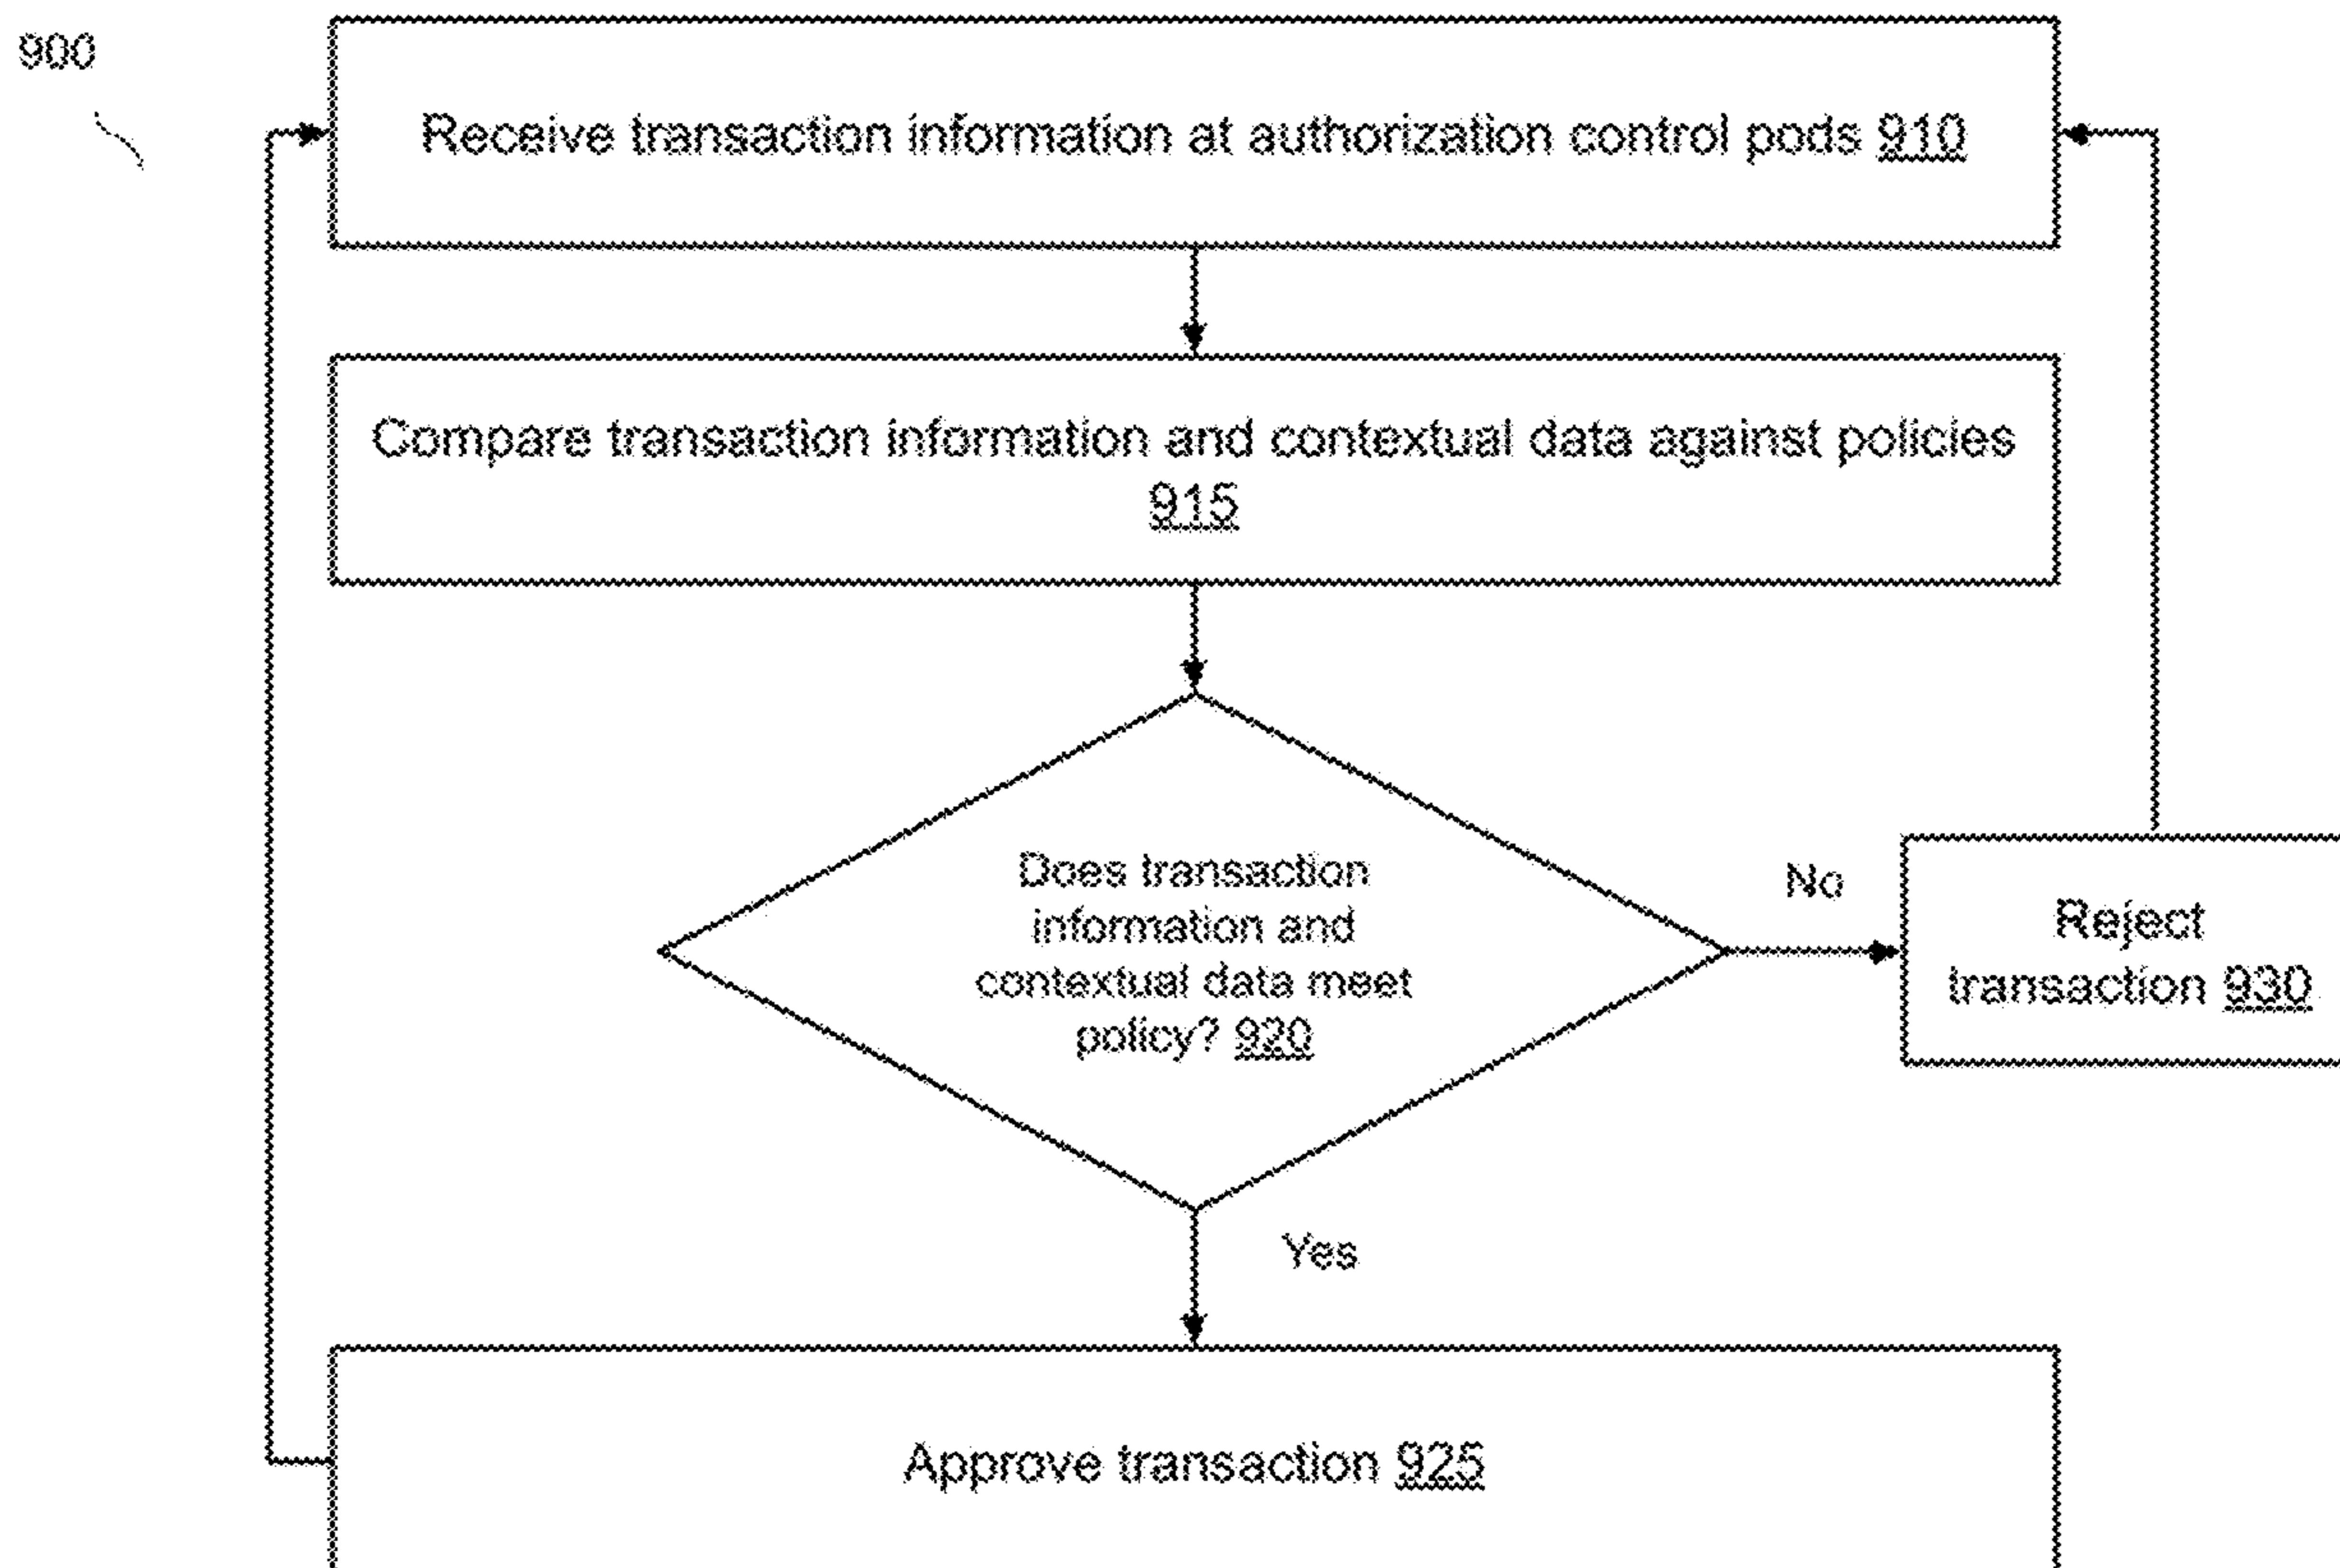 900
Receive transaction information at authorization control pods 910
Compare transaction information and contextual data against policies
915
Does transaction
information and
contextual data meet
policy? 920
No
Reject
transaction 930
Yes
Approve transaction 925